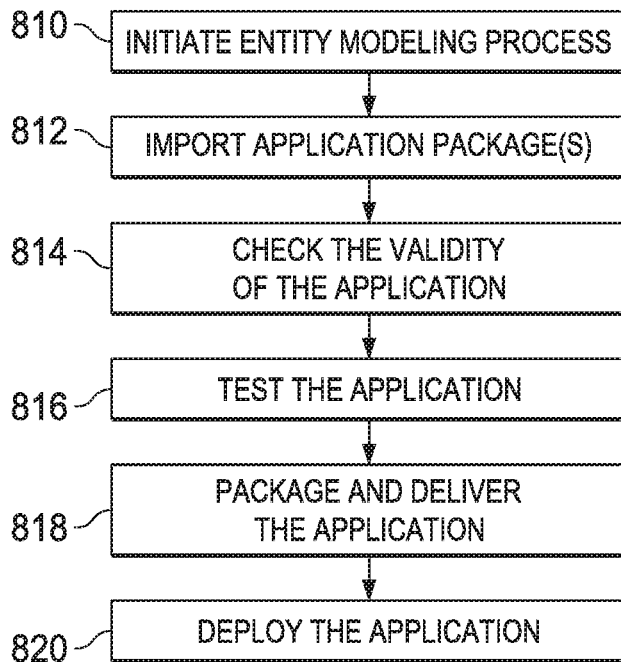 810
INITIATE ENTITY MODELING PROCESS
812
IMPORT APPLICATION PACKAGE(S)
814
CHECK THE VALIDITY
OF THE APPLICATION
816
TEST THE APPLICATION
818
PACKAGE AND DELIVER
THE APPLICATION
820
DEPLOY THE APPLICATION